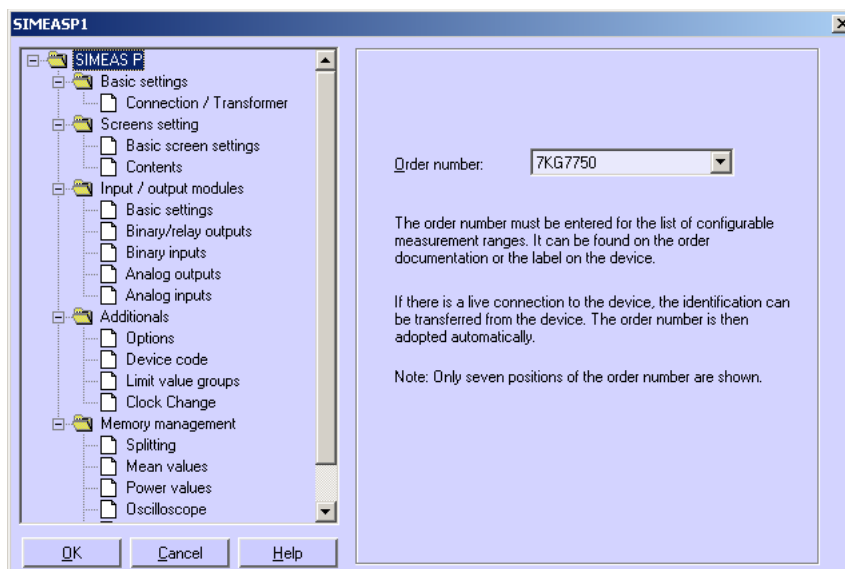 SIMEASP1
SIMEAS P
Basic settings
Connection / Transformer
Screens setting
Basic screen settings
Contents
Input / output modules
Basic settings
Binary/relay outputs
Binary inputs
Analog outputs
Analog inputs
Additionals
Options
Device code
Limit value groups
Clock Change
Memory management
Splitting
Mean values
Power values
Oscilloscope
OK
Cancel
Help
Order number:
7KG7750
The order number must be entered for the list of configurable
measurement ranges. It can be found on the order
documentation or the label on the device.
If there is a live connection to the device, the identification can
be transferred from the device. The order number is then
adopted automatically.
Note: Only seven positions of the order number are shown.